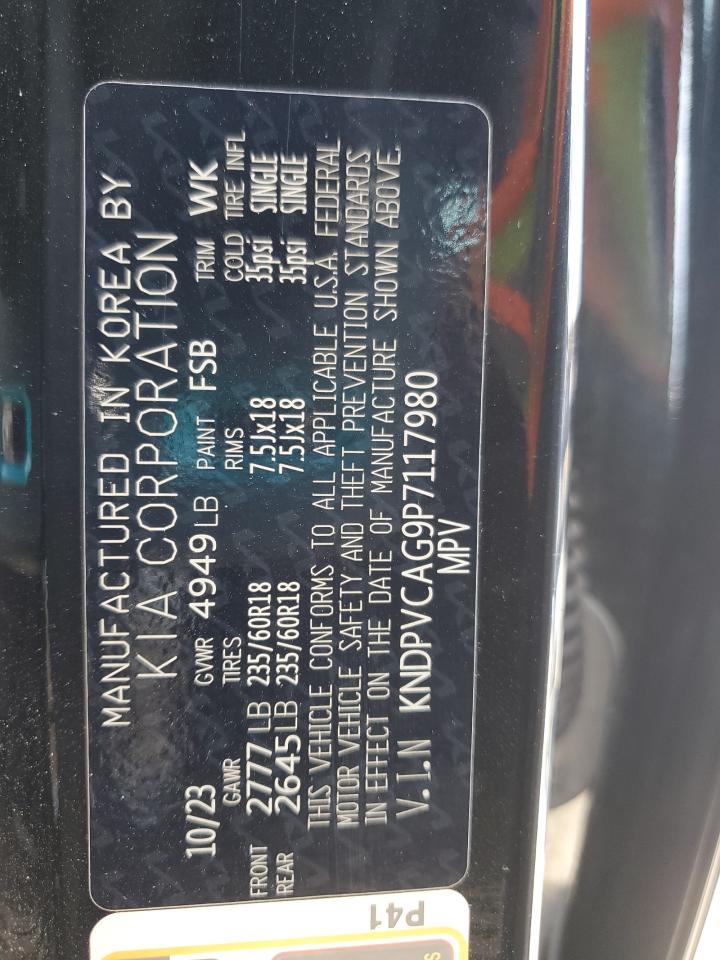 MANUFACTURED IN KOREA BY
KIA CORPORATION
10/23 GVWR 4949LB PAINT FSB TRIM WK
GAWR TIRES RIMS COLD TIRE INFL
FRONT 2777 LB 235/60R18 7.5Jx18 35psi SINGLE
REAR 2645LB 235/60R18 7.5Jx18 35psi SINGLE
THIS VEHICLE CONFORMS TO ALL APPLICABLE U.S.A. FEDERAL
MOTOR VEHICLE SAFETY AND THEFT PREVENTION STANDARDS
IN EFFECT ON THE DATE OF MANUFACTURE SHOWN ABOVE.
V.I.N KNDPVCAG9P7117980
MPV
P41